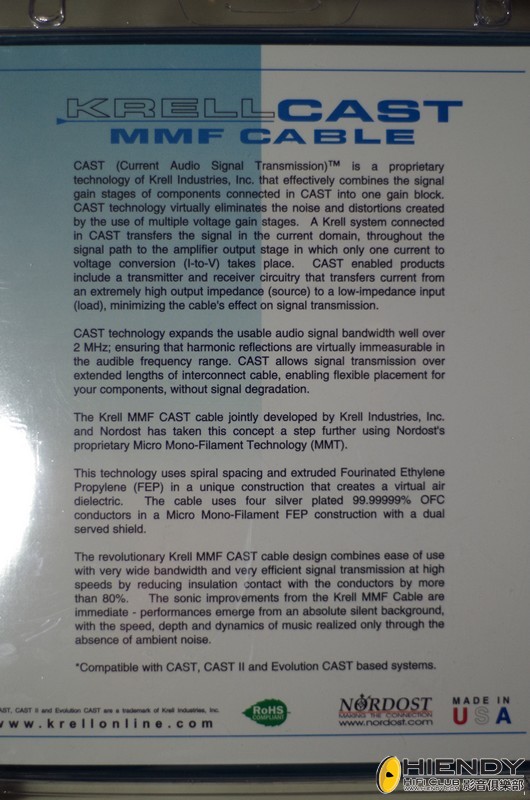 KRELLCAST
MMF CABLE
CAST (Current Audio Signal Transmission)™ is a proprietary
technology of Krell Industries, Inc. that effectively combines the signal
gain stages of components connected in CAST into one gain block.
CAST technology virtually eliminates the noise and distortions created
by the use of multiple voltage gain stages. A Krell system connected
in CAST transfers the signal in the current domain, throughout the
signal path to the amplifier output stage in which only one current to
voltage conversion (I-to-V) takes place. CAST enabled products
include a transmitter and receiver circuitry that transfers current from
an extremely high output impedance (source) to a low-impedance input
(load), minimizing the cable's effect on signal transmission.
CAST technology expands the usable audio signal bandwidth well over
2 MHz; ensuring that harmonic reflections are virtually immeasurable in
the audible frequency range. CAST allows signal transmission over
extended lengths of interconnect cable, enabling flexible placement for
your components, without signal degradation.
The Krell MMF CAST cable jointly developed by Krell Industries, Inc.
and Nordost has taken this concept a step further using Nordost's
proprietary Micro Mono-Filament Technology (MMT).
This technology uses spiral spacing and extruded Fourinated Ethylene
Propylene (FEP) in a unique construction that creates a virtual air
dielectric. The cable uses four silver plated 99.99999% OFC
conductors in a Micro Mono-Filament FEP construction with a dual
served shield.
The revolutionary Krell MMF CAST cable design combines ease of use
with very wide bandwidth and very efficient signal transmission at high
speeds by reducing insulation contact with the conductors by more
than 80%. The sonic improvements from the Krell MMF Cable are
immediate - performances emerge from an absolute silent background,
with the speed, depth and dynamics of music realized only through the
absence of ambient noise.
*Compatible with CAST, CAST II and Evolution CAST based systems.
CAST, CAST II and Evolution CAST are a trademark of Krell Industries, Inc.
www.krellonline.com
RoHS
COMPLIANT
NORDOST
MAKING THE CONNECTION
www.nordost.com
MADE IN
USA
HIENDY
HIFI CLUB 影音俱樂部
WWW.HIENDY.COM